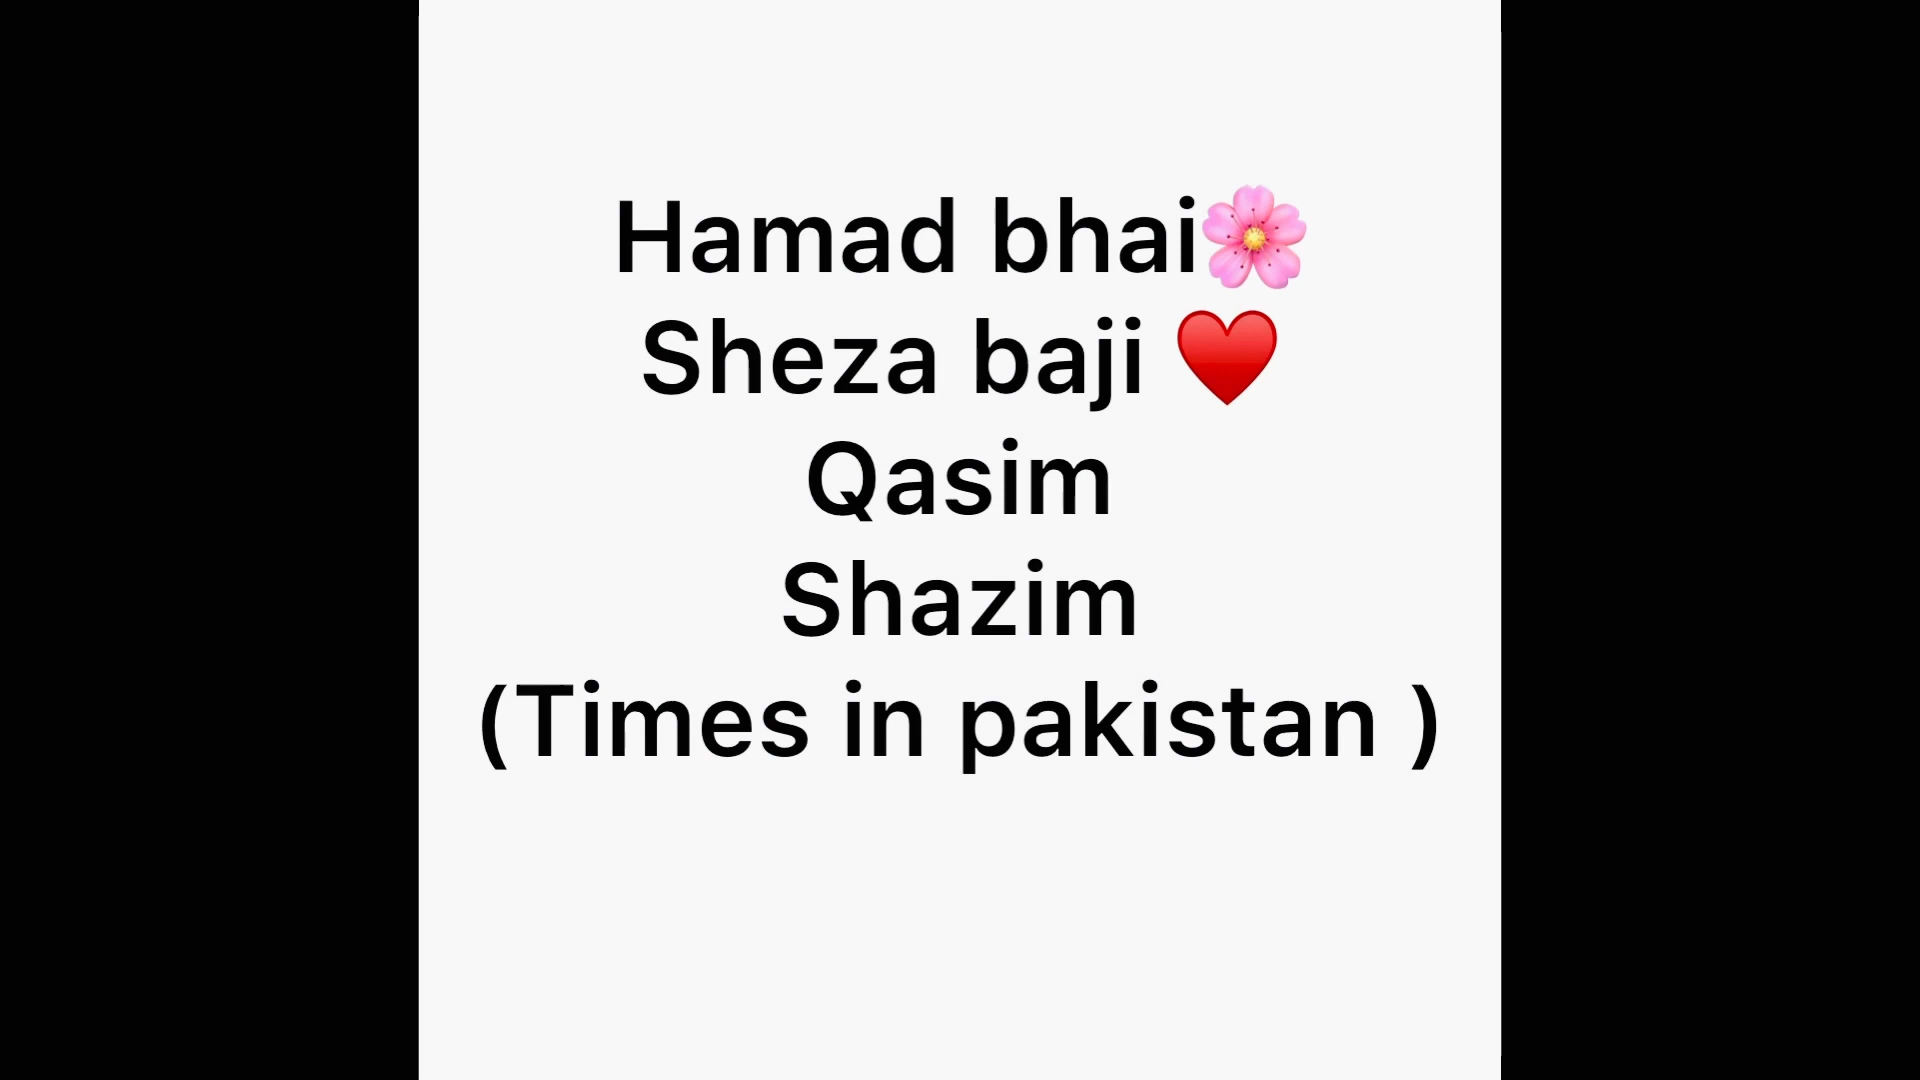 Hamad bhai🌸
Sheza baji ♥️
Qasim
Shazim
(Times in pakistan )